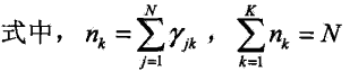 式中， $n_k = \sum_{j=1}^{N} \gamma_{jk}$ ， $\sum_{k=1}^{K} n_k = N$